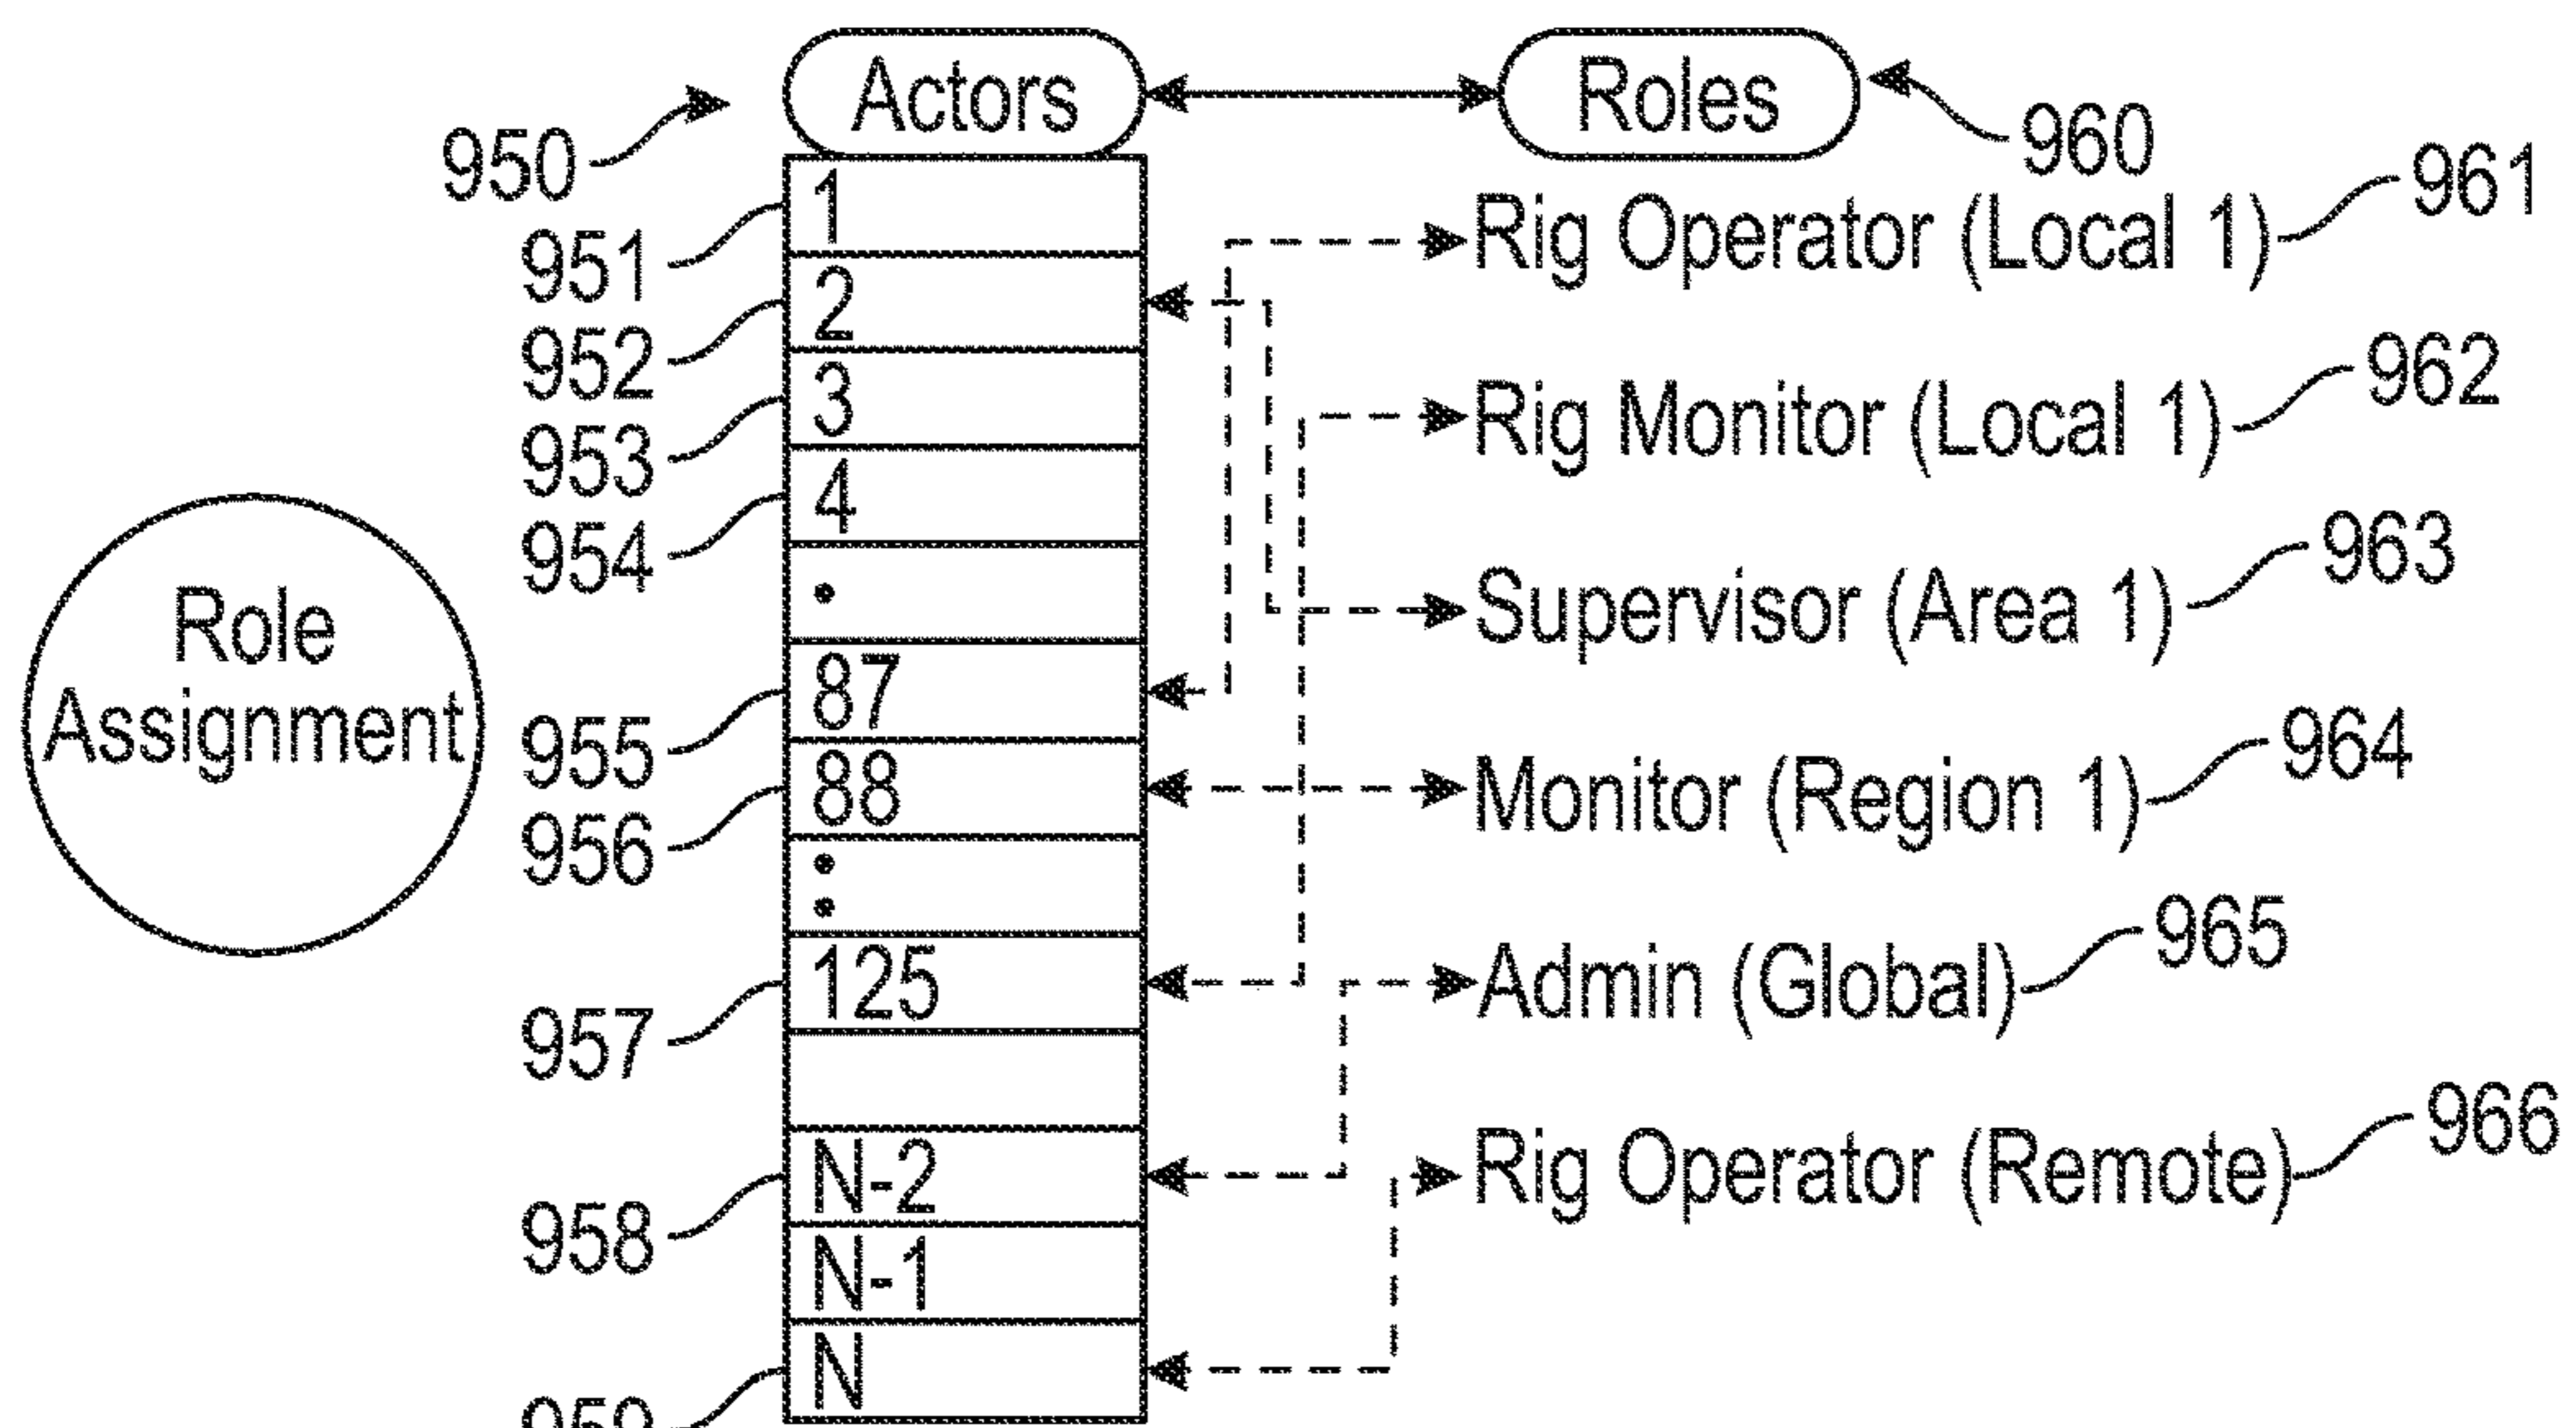 Actors
Roles
950
960
1
951
Rig Operator (Local 1)
961
2
952
3
953
Rig Monitor (Local 1)
962
4
954
•
Supervisor (Area 1)
963
Role
Assignment
87
955
88
956
Monitor (Region 1)
964
•
•
125
957
Admin (Global)
965
N-2
958
Rig Operator (Remote)
966
N-1
N
959